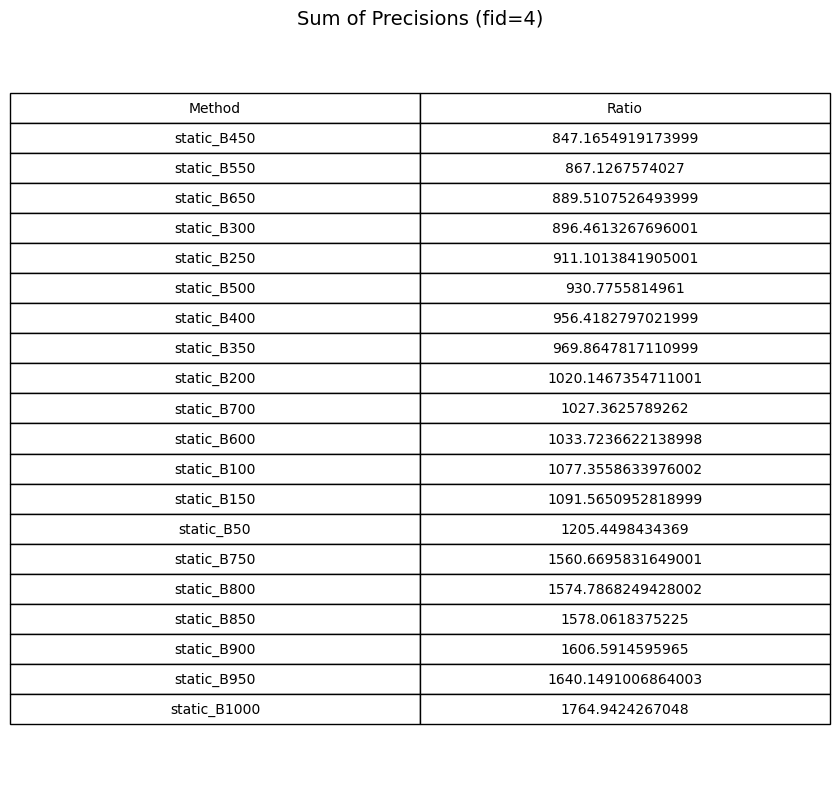 Sum of Precisions (fid=4)
Method Ratio
static_B450 847.1654919173999
static_B550 867.1267574027
static_B650 889.5107526493999
static_B300 896.4613267696001
static_B250 911.1013841905001
static_B500 930.7755814961
static_B400 956.4182797021999
static_B350 969.8647817110999
static_B200 1020.1467354711001
static_B700 1027.3625789262
static_B600 1033.7236622138998
static_B100 1077.3558633976002
static_B150 1091.5650952818999
static_B50 1205.4498434369
static_B750 1560.6695831649001
static_B800 1574.7868249428002
static_B850 1578.0618375225
static_B900 1606.5914595965
static_B950 1640.1491006864003
static_B1000 1764.9424267048